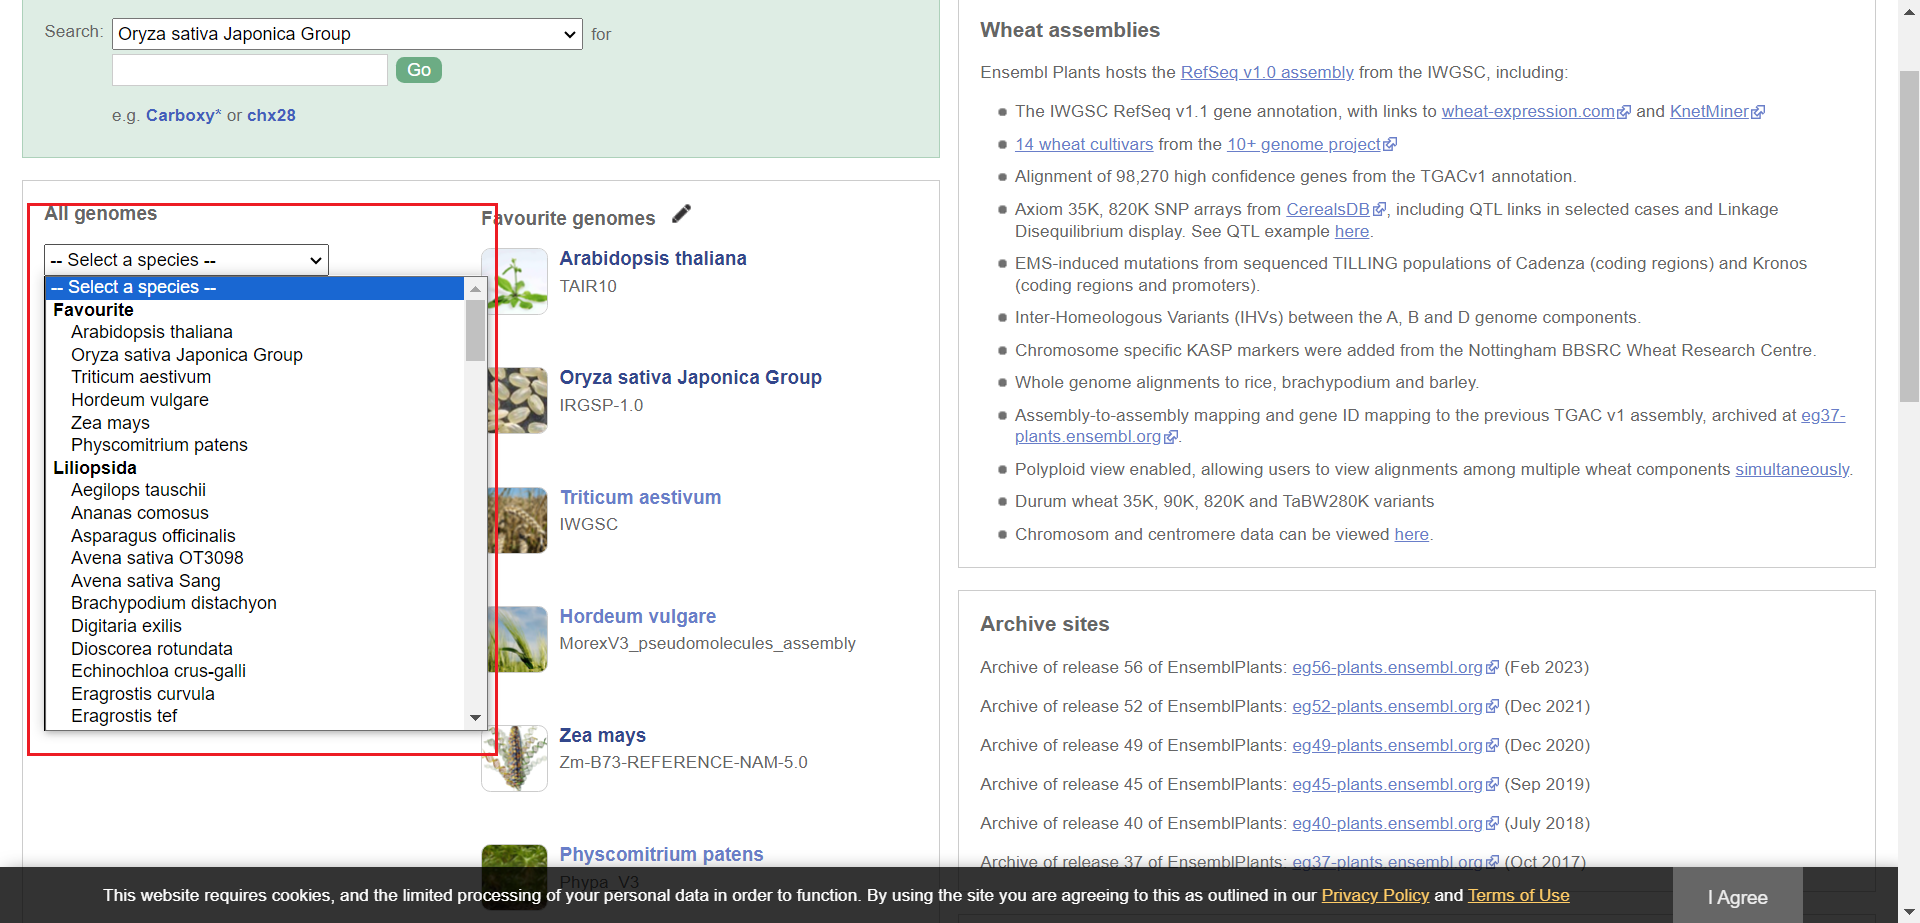 Search: Oryza sativa Japonica Group for
Go
e.g. Carboxy* or chx28
All genomes
-- Select a species --
-- Select a species --
Favourite
Arabidopsis thaliana
Oryza sativa Japonica Group
Triticum aestivum
Hordeum vulgare
Zea mays
Physcomitrium patens
Liliopsida
Aegilops tauschii
Ananas comosus
Asparagus officinalis
Avena sativa OT3098
Avena sativa Sang
Brachypodium distachyon
Digitaria exilis
Dioscorea rotundata
Echinochloa crus-galli
Eragrostis curvula
Eragrostis tef
Favourite genomes
Arabidopsis thaliana
TAIR10
Oryza sativa Japonica Group
IRGSP-1.0
Triticum aestivum
IWGSC
Hordeum vulgare
MorexV3_pseudomolecules_assembly
Zea mays
Zm-B73-REFERENCE-NAM-5.0
Physcomitrium patens
Phypa_V3
Wheat assemblies
Ensembl Plants hosts the RefSeq v1.0 assembly from the IWGSC, including:
The IWGSC RefSeq v1.1 gene annotation, with links to wheat-expression.com and KnetMiner
14 wheat cultivars from the 10+ genome project
Alignment of 98,270 high confidence genes from the TGACv1 annotation.
Axiom 35K, 820K SNP arrays from CerealsDB, including QTL links in selected cases and Linkage
Disequilibrium display. See QTL example here.
EMS-induced mutations from sequenced TILLING populations of Cadenza (coding regions) and Kronos
(coding regions and promoters).
Inter-Homeologous Variants (IHVs) between the A, B and D genome components.
Chromosome specific KASP markers were added from the Nottingham BBSRC Wheat Research Centre.
Whole genome alignments to rice, brachypodium and barley.
Assembly-to-assembly mapping and gene ID mapping to the previous TGAC v1 assembly, archived at eg37-
plants.ensembl.org.
Polyploid view enabled, allowing users to view alignments among multiple wheat components simultaneously.
Durum wheat 35K, 90K, 820K and TaBW280K variants
Chromosom and centromere data can be viewed here.
Archive sites
Archive of release 56 of EnsemblPlants: eg56-plants.ensembl.org (Feb 2023)
Archive of release 52 of EnsemblPlants: eg52-plants.ensembl.org (Dec 2021)
Archive of release 49 of EnsemblPlants: eg49-plants.ensembl.org (Dec 2020)
Archive of release 45 of EnsemblPlants: eg45-plants.ensembl.org (Sep 2019)
Archive of release 40 of EnsemblPlants: eg40-plants.ensembl.org (July 2018)
Archive of release 37 of EnsemblPlants: eg37-plants.ensembl.org (Oct 2017)
This website requires cookies, and the limited processing of your personal data in order to function. By using the site you are agreeing to this as outlined in our Privacy Policy and Terms of Use
I Agree